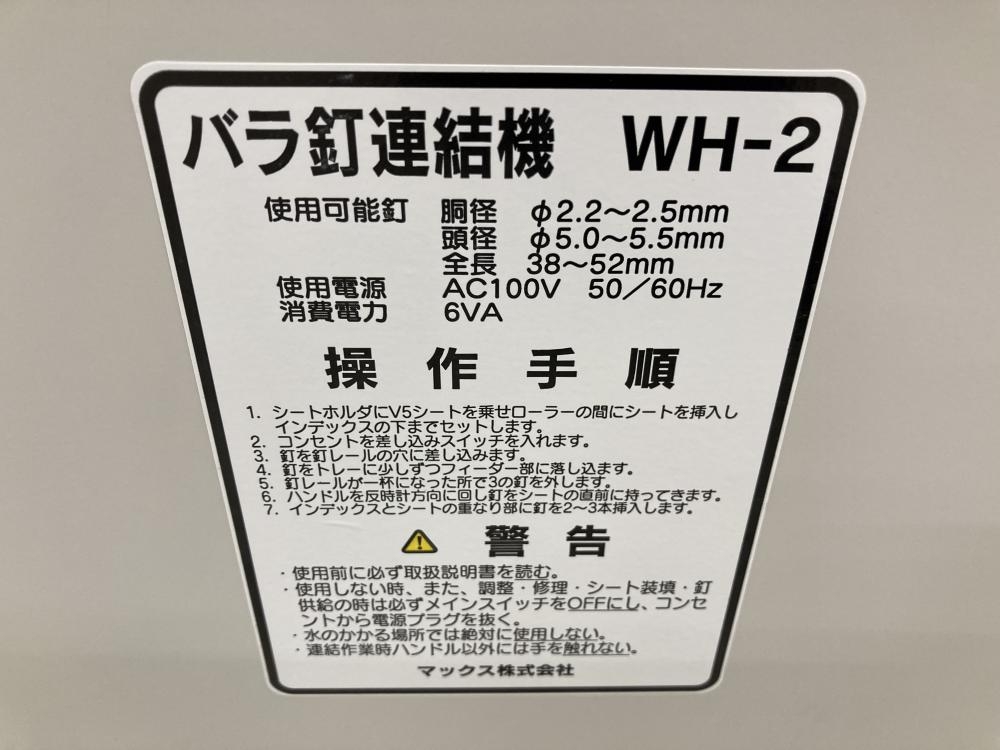 バラ釘連結機 WH-2
使用可能釘 胴径 φ2.2～2.5mm
頭径 φ5.0～5.5mm
全長 38～52mm
使用電源 AC100V 50／60Hz
消費電力 6VA
操作手順
1. シートホルダにV5シートを乗せローラーの間にシートを挿入し
インデックスの下までセットします。
2. コンセントを差し込みスイッチを入れます。
3. 釘を釘レールの穴に差し込みます。
4. 釘をトレーに少しずつフィーダー部に落し込ます。
5. 釘レールが一杯になった所で3の釘を外します。
6. ハンドルを反時計方向に回し釘をシートの直前に持ってきます。
7. インデックスとシートの重なり部に釘を2～3本挿入します。
警告
・使用前に必ず取扱説明書を読む。
・使用しない時、また、調整・修理・シート装填・釘
供給の時は必ずメインスイッチをOFFにし、コンセ
ントから電源プラグを抜く。
・水のかかる場所では絶対に使用しない。
・連結作業時ハンドル以外には手を触れない。
マックス株式会社